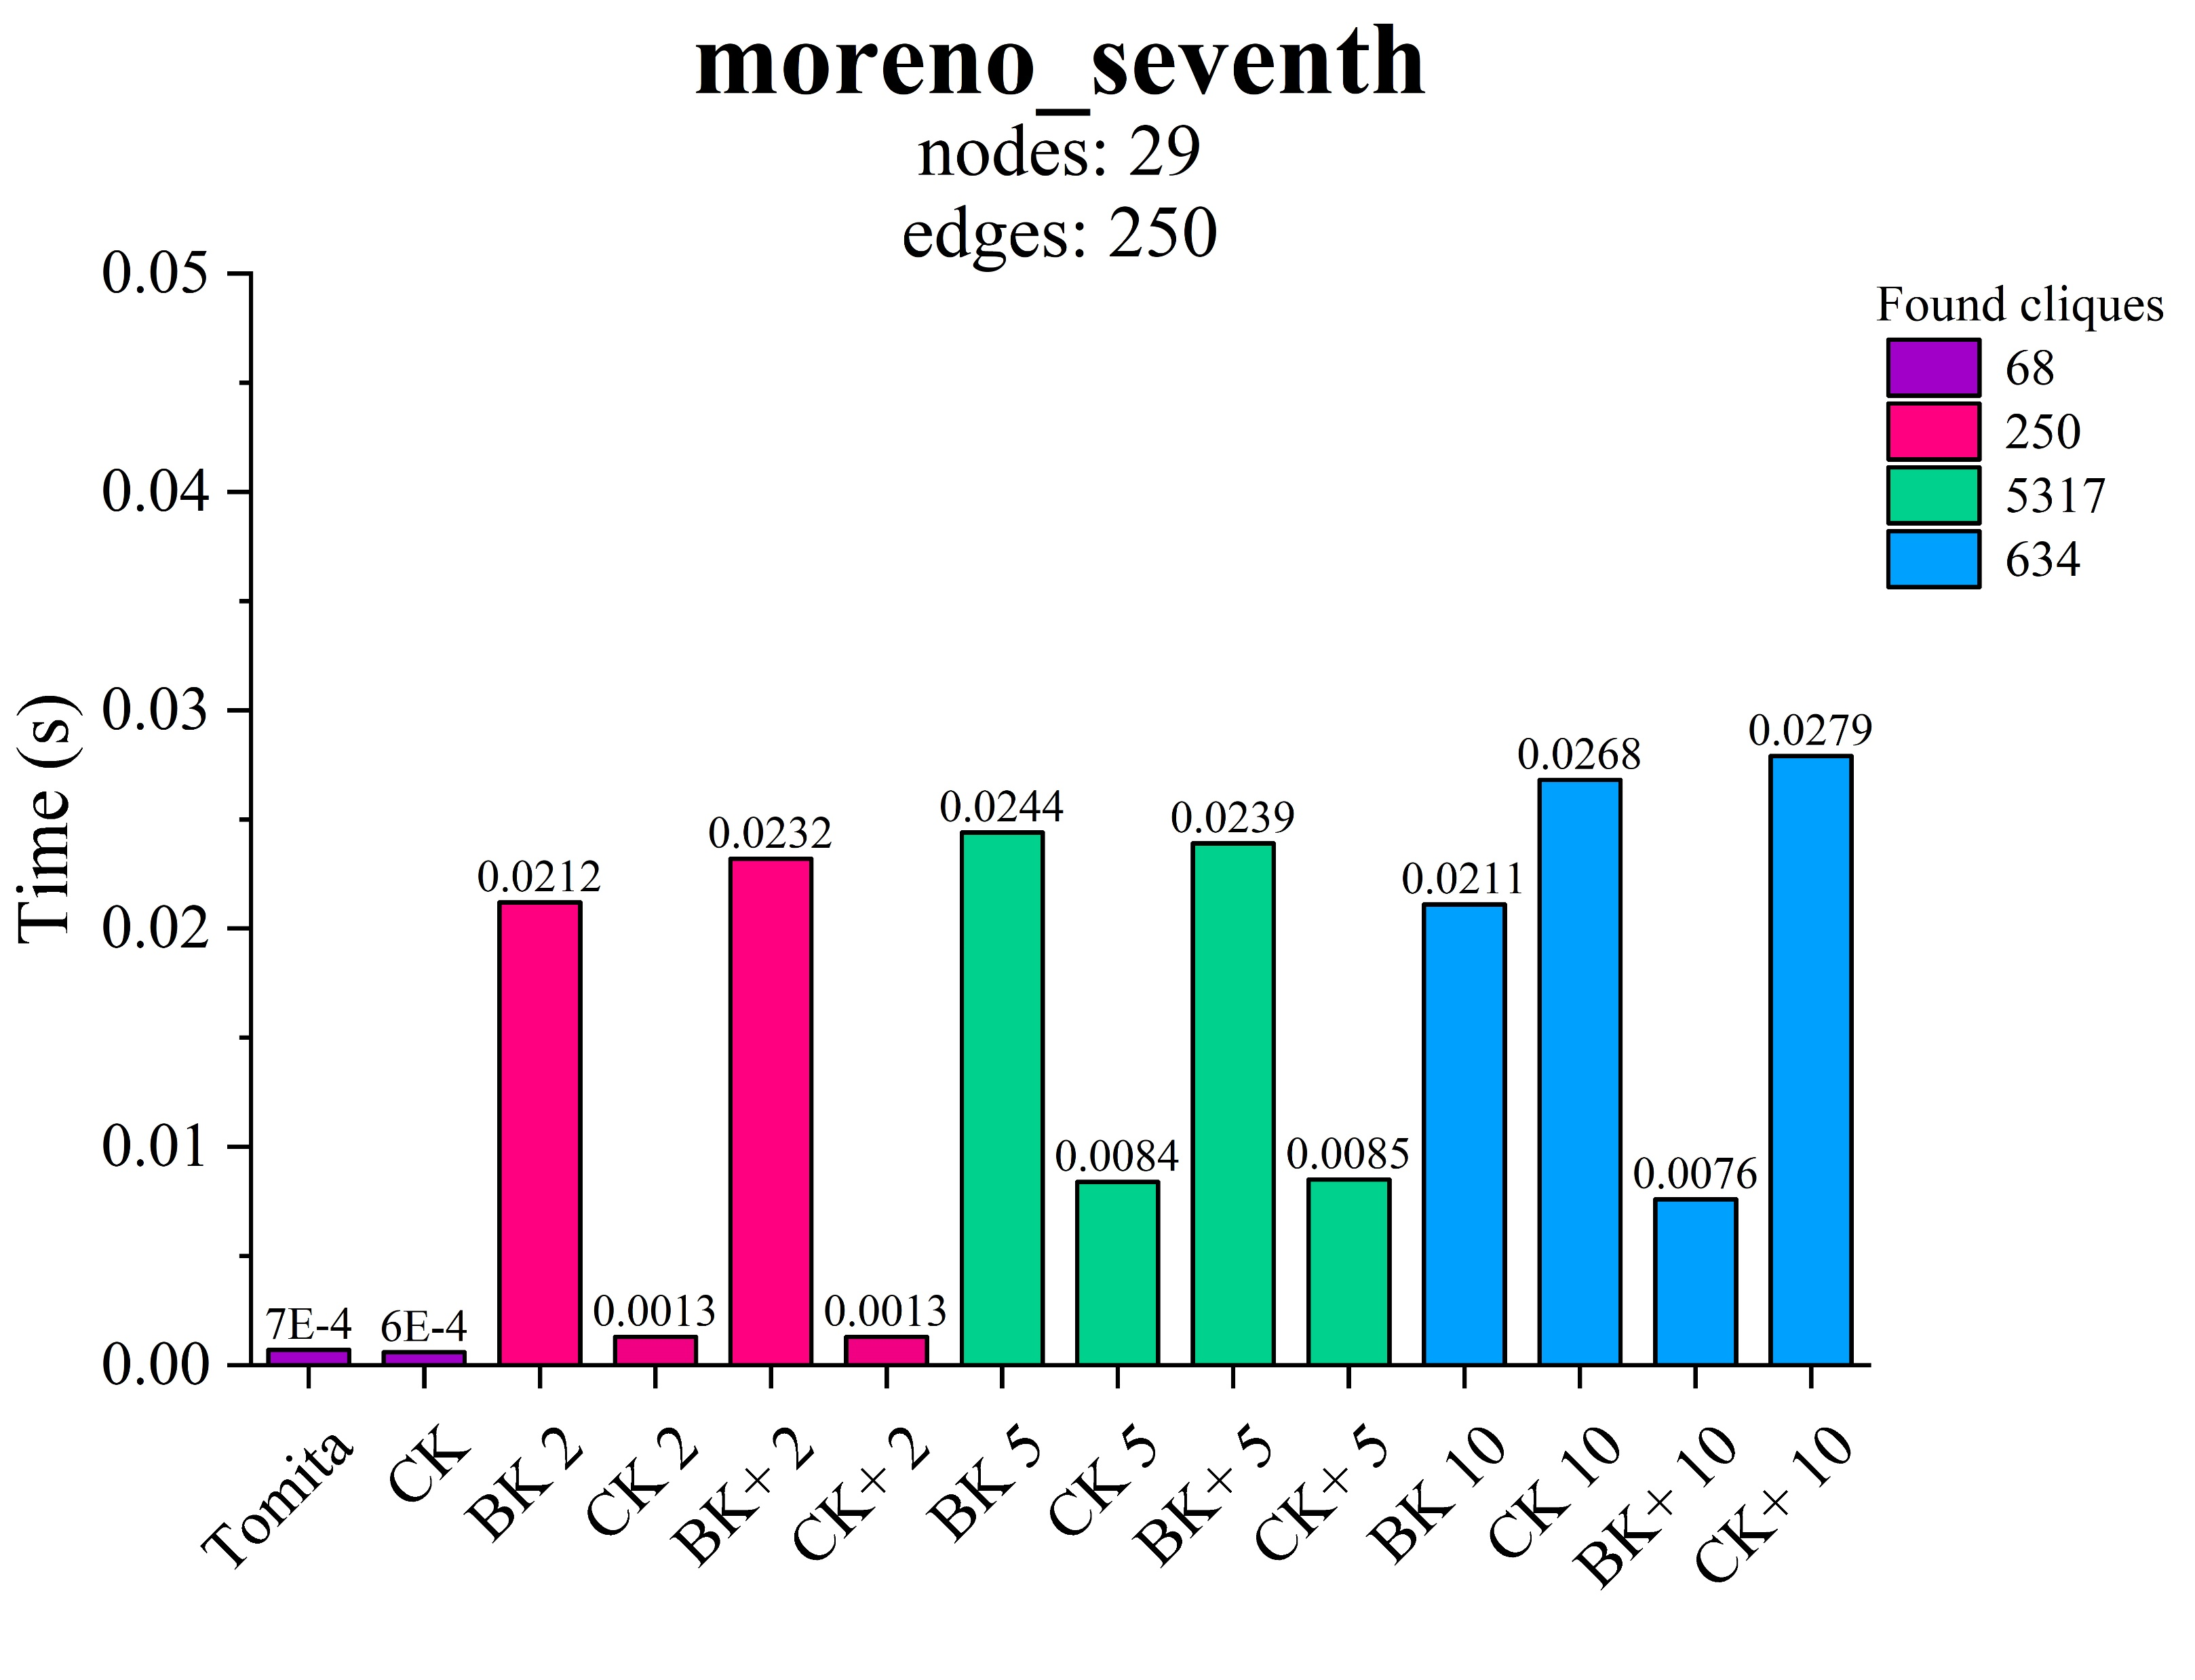 moreno_seventh
nodes: 29
edges: 250
Found cliques
68
250
5317
634
Time (s)
0.05
0.04
0.03
0.02
0.01
0.00
7E-4
6E-4
0.0212
0.0013
0.0232
0.0013
0.0244
0.0084
0.0239
0.0085
0.0211
0.0268
0.0076
0.0279
Tomita
CK
BK 2
CK 2
BK+ 2
CK+ 2
BK 5
CK 5
BK+ 5
CK+ 5
BK 10
CK 10
BK+ 10
CK+ 10